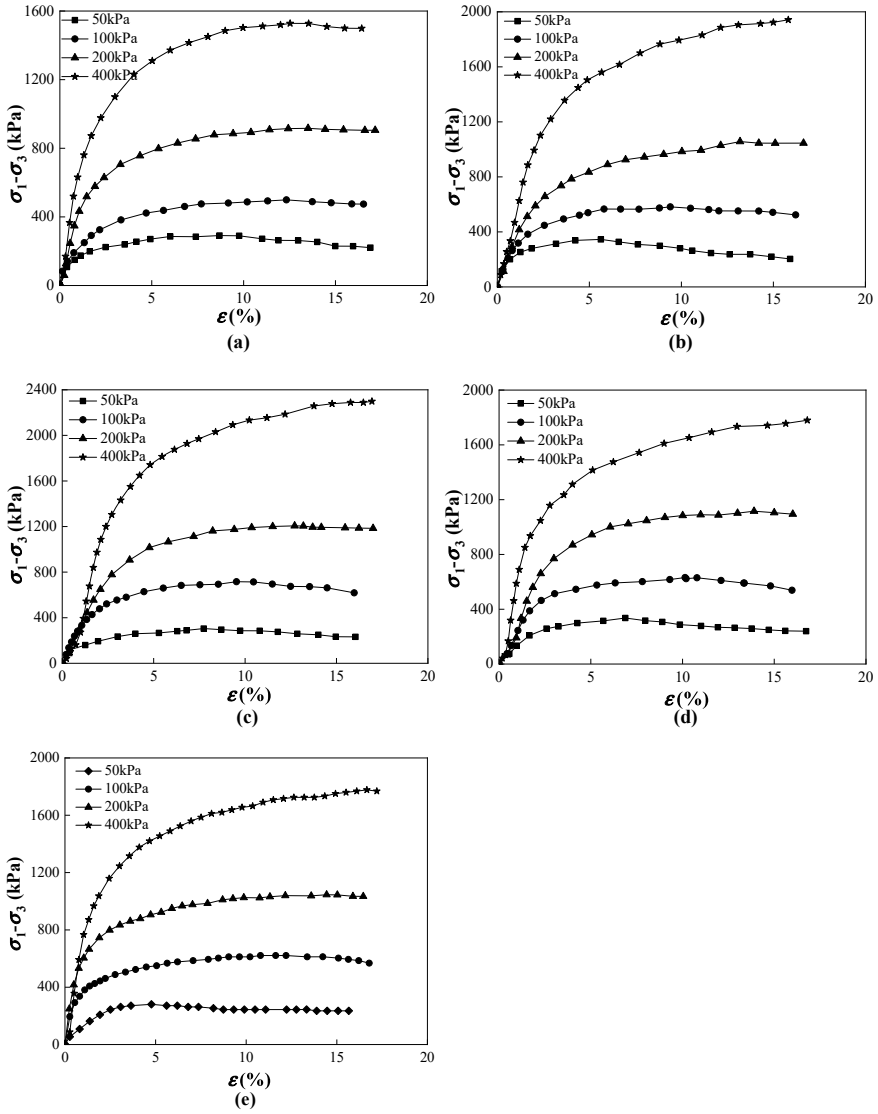 1600
1200
800
400
0
0
5
10
15
20
50kPa
100kPa
200kPa
400kPa
σ₁-σ₃ (kPa)
ε(%)
(a)
2000
1600
1200
800
400
0
0
5
10
15
20
50kPa
100kPa
200kPa
400kPa
σ₁-σ₃ (kPa)
ε(%)
(b)
2400
2000
1600
1200
800
400
0
0
5
10
15
20
50kPa
100kPa
200kPa
400kPa
σ₁-σ₃ (kPa)
ε(%)
(c)
2000
1600
1200
800
400
0
0
5
10
15
20
50kPa
100kPa
200kPa
400kPa
σ₁-σ₃ (kPa)
ε(%)
(d)
2000
1600
1200
800
400
0
0
5
10
15
20
50kPa
100kPa
200kPa
400kPa
σ₁-σ₃ (kPa)
ε(%)
(e)